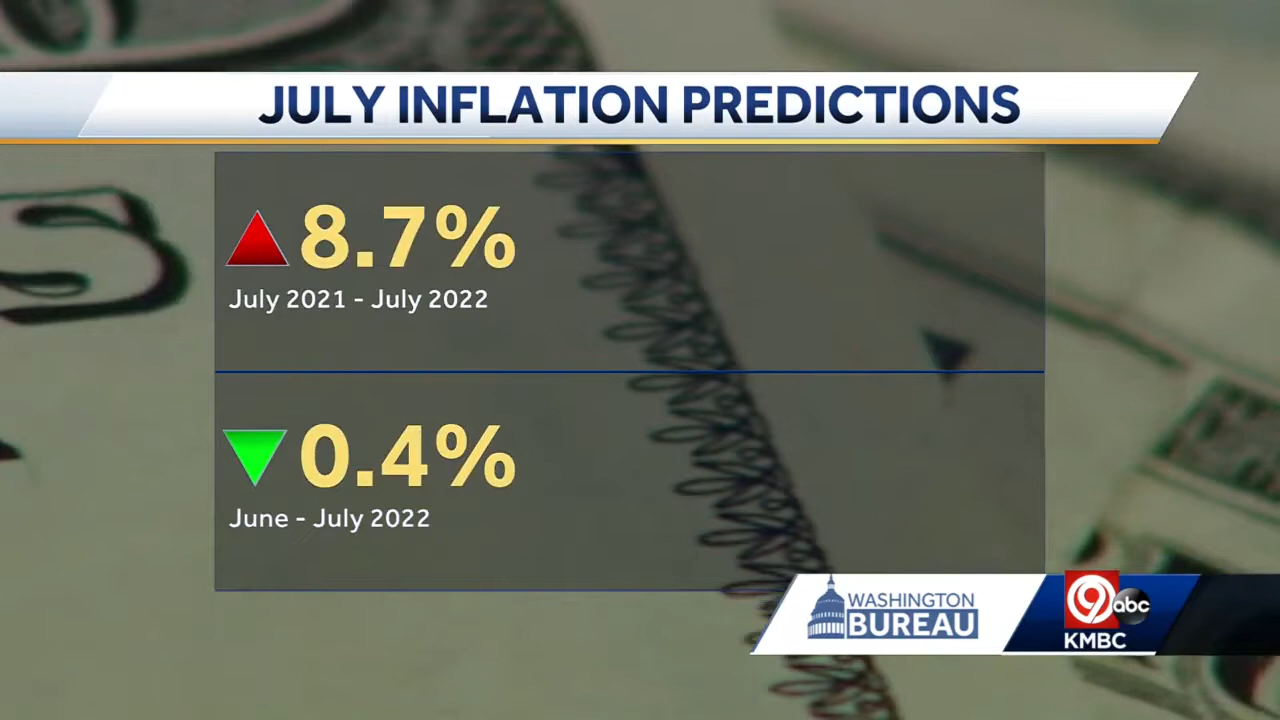 JULY INFLATION PREDICTIONS
8.7%
July 2021 - July 2022
0.4%
June - July 2022
WASHINGTON
BUREAU
9
abc
KMBC